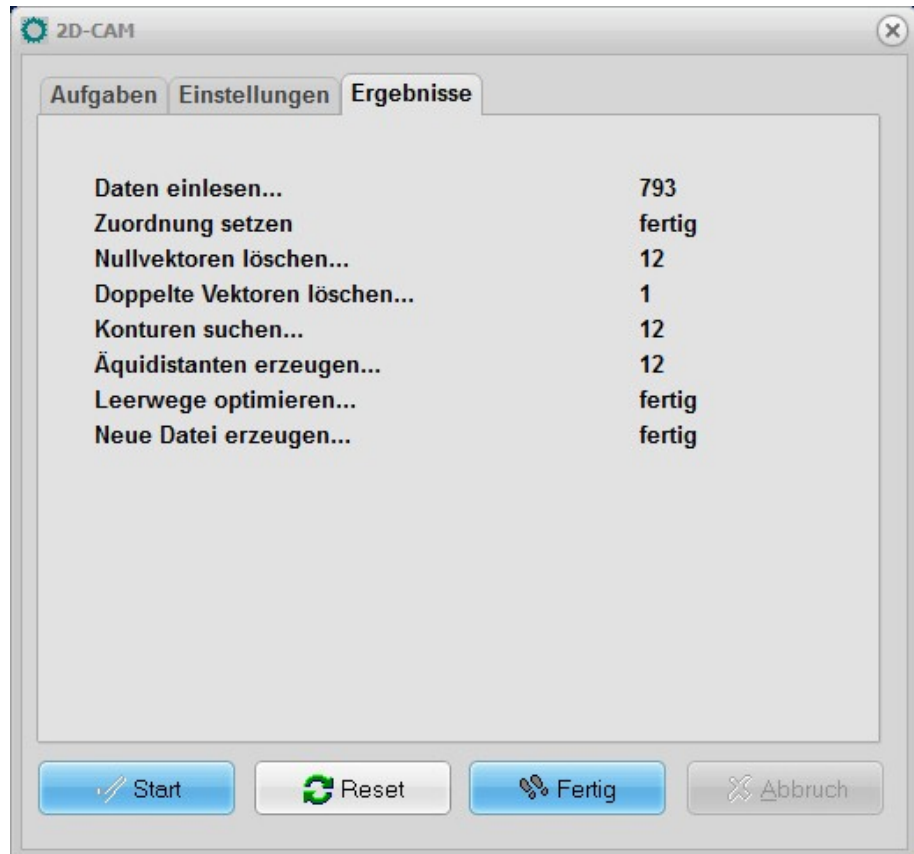 2D-CAM
Aufgaben Einstellungen Ergebnisse
Daten einlesen... 793
Zuordnung setzen fertig
Nullvektoren löschen... 12
Doppelte Vektoren löschen... 1
Konturen suchen... 12
Äquidistanten erzeugen... 12
Leerwege optimieren... fertig
Neue Datei erzeugen... fertig
Start Reset Fertig Abbruch